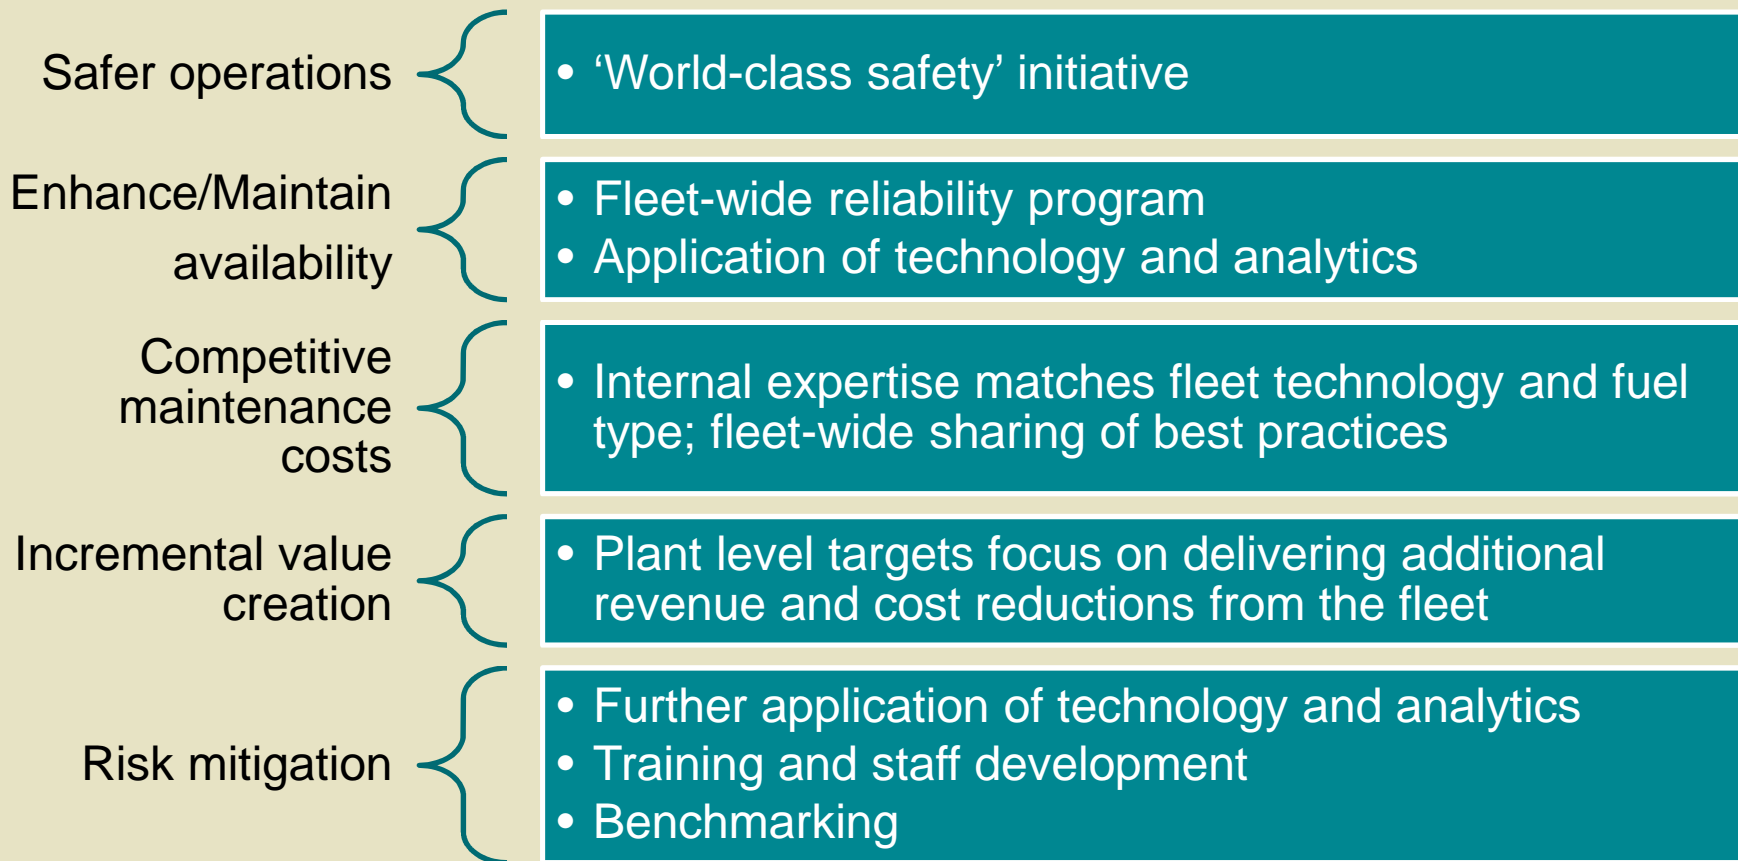 Safer operations
• ‘World-class safety’ initiative
Enhance/Maintain
availability
• Fleet-wide reliability program
• Application of technology and analytics
Competitive
maintenance
costs
• Internal expertise matches fleet technology and fuel
type; fleet-wide sharing of best practices
Incremental value
creation
• Plant level targets focus on delivering additional
revenue and cost reductions from the fleet
Risk mitigation
• Further application of technology and analytics
• Training and staff development
• Benchmarking